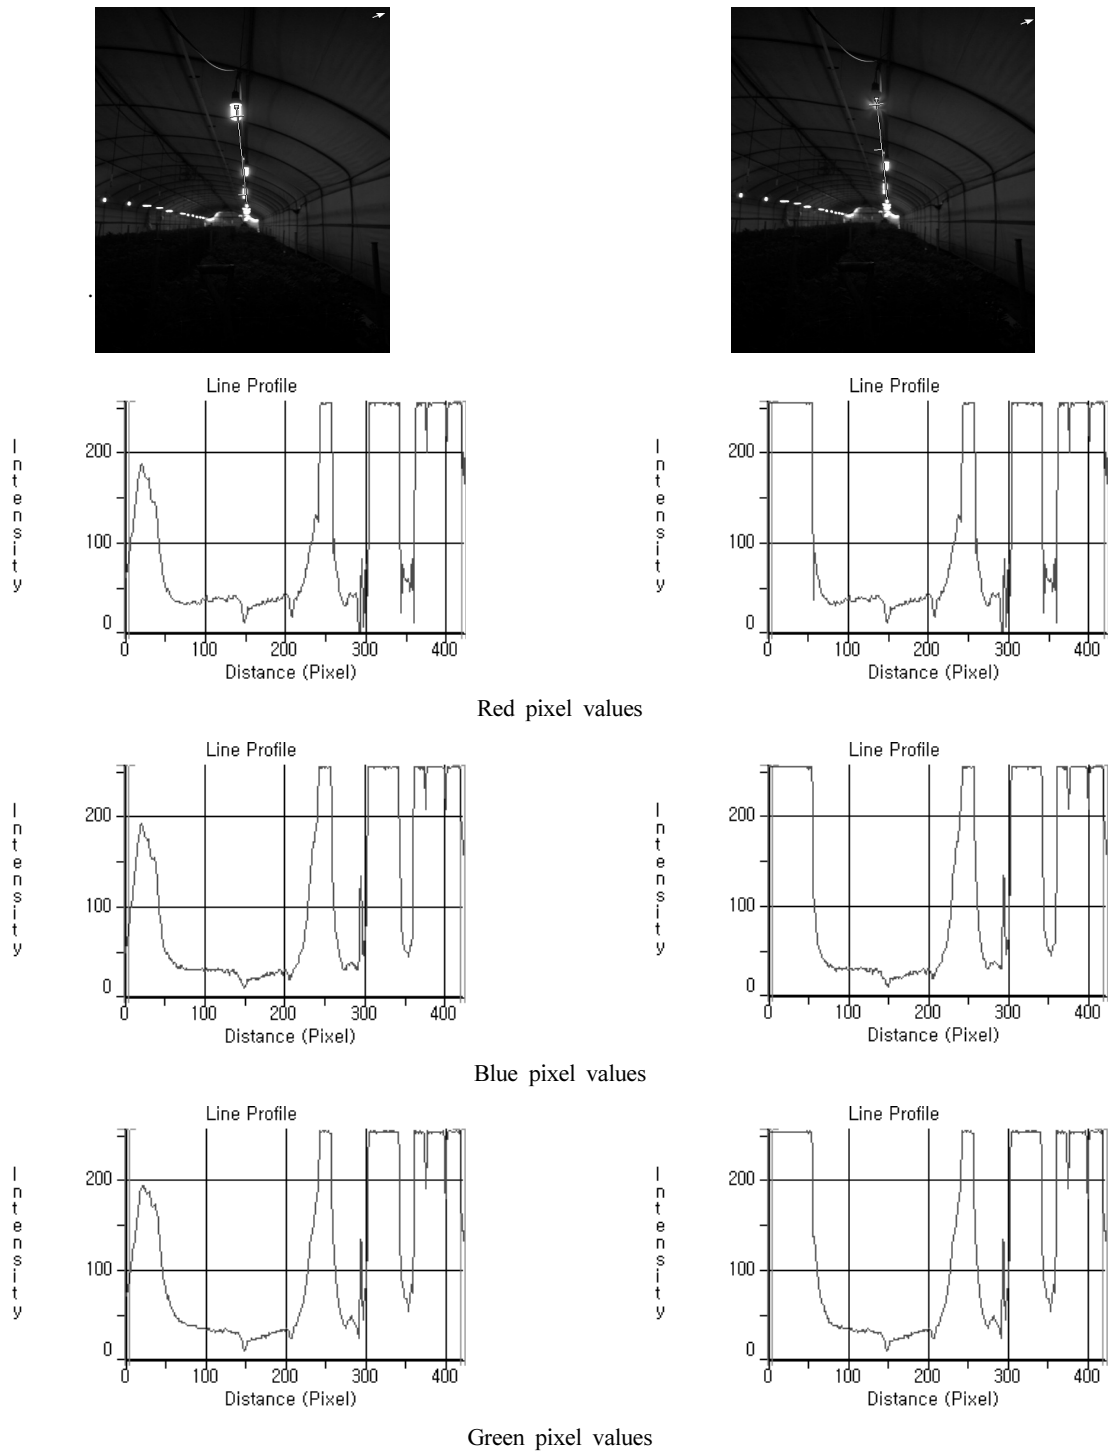 Line Profile Line Profile
Intensity Intensity
200 200
100 100
0 0
0 100 200 300 400 0 100 200 300 400
Distance (Pixel) Distance (Pixel)
Red pixel values
Line Profile Line Profile
Intensity Intensity
200 200
100 100
0 0
0 100 200 300 400 0 100 200 300 400
Distance (Pixel) Distance (Pixel)
Blue pixel values
Line Profile Line Profile
Intensity Intensity
200 200
100 100
0 0
0 100 200 300 400 0 100 200 300 400
Distance (Pixel) Distance (Pixel)
Green pixel values